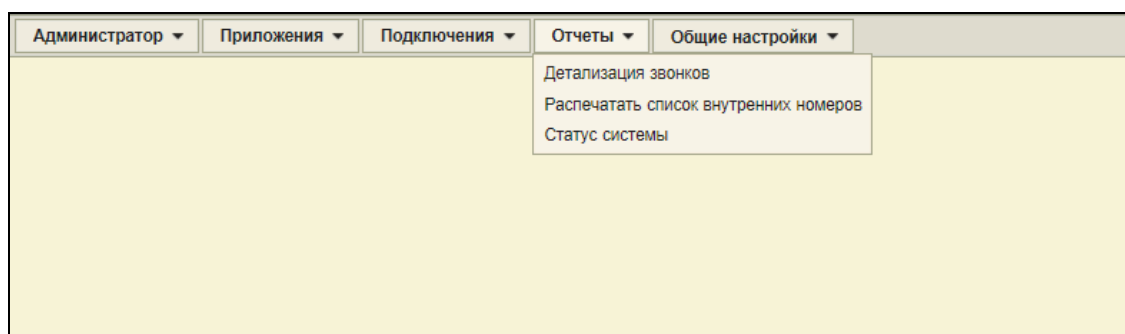 Администратор Приложения Подключения Отчеты Общие настройки
Детализация звонков
Распечатать список внутренних номеров
Статус системы